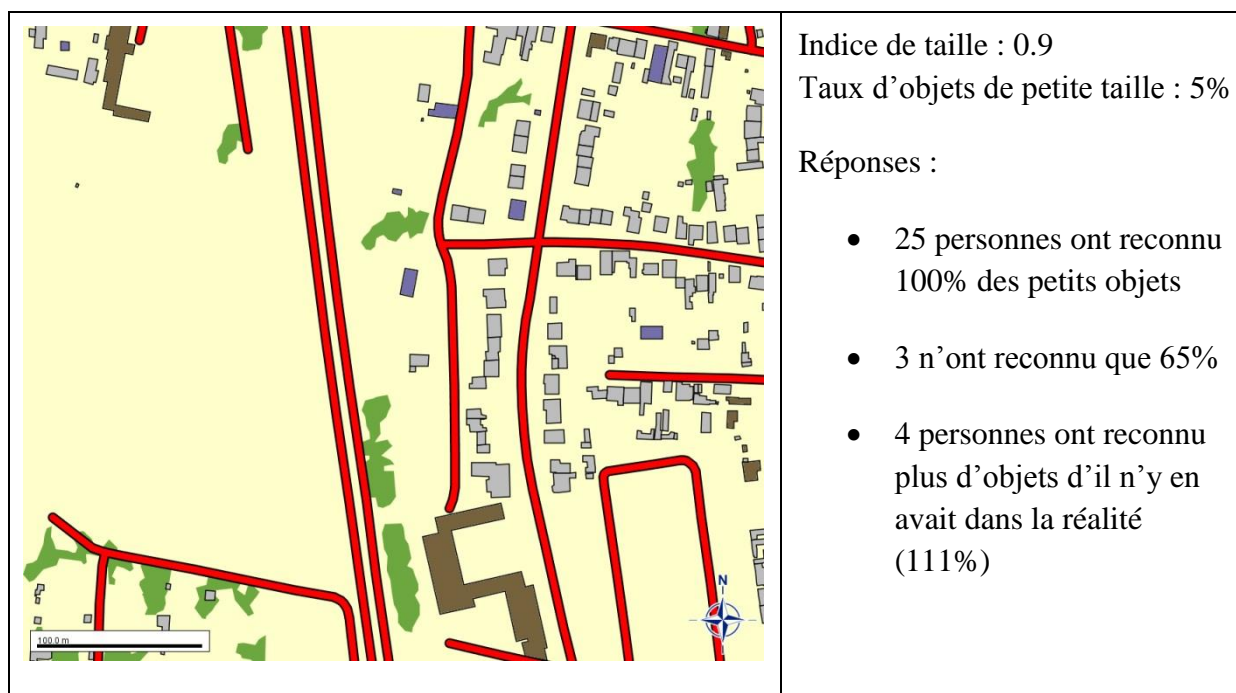 Indice de taille : 0.9
Taux d'objets de petite taille : 5%
Réponses :
• 25 personnes ont reconnu
100% des petits objets
• 3 n'ont reconnu que 65%
• 4 personnes ont reconnu
plus d'objets d'il n'y en
avait dans la réalité
(111%)
N
100.0 m